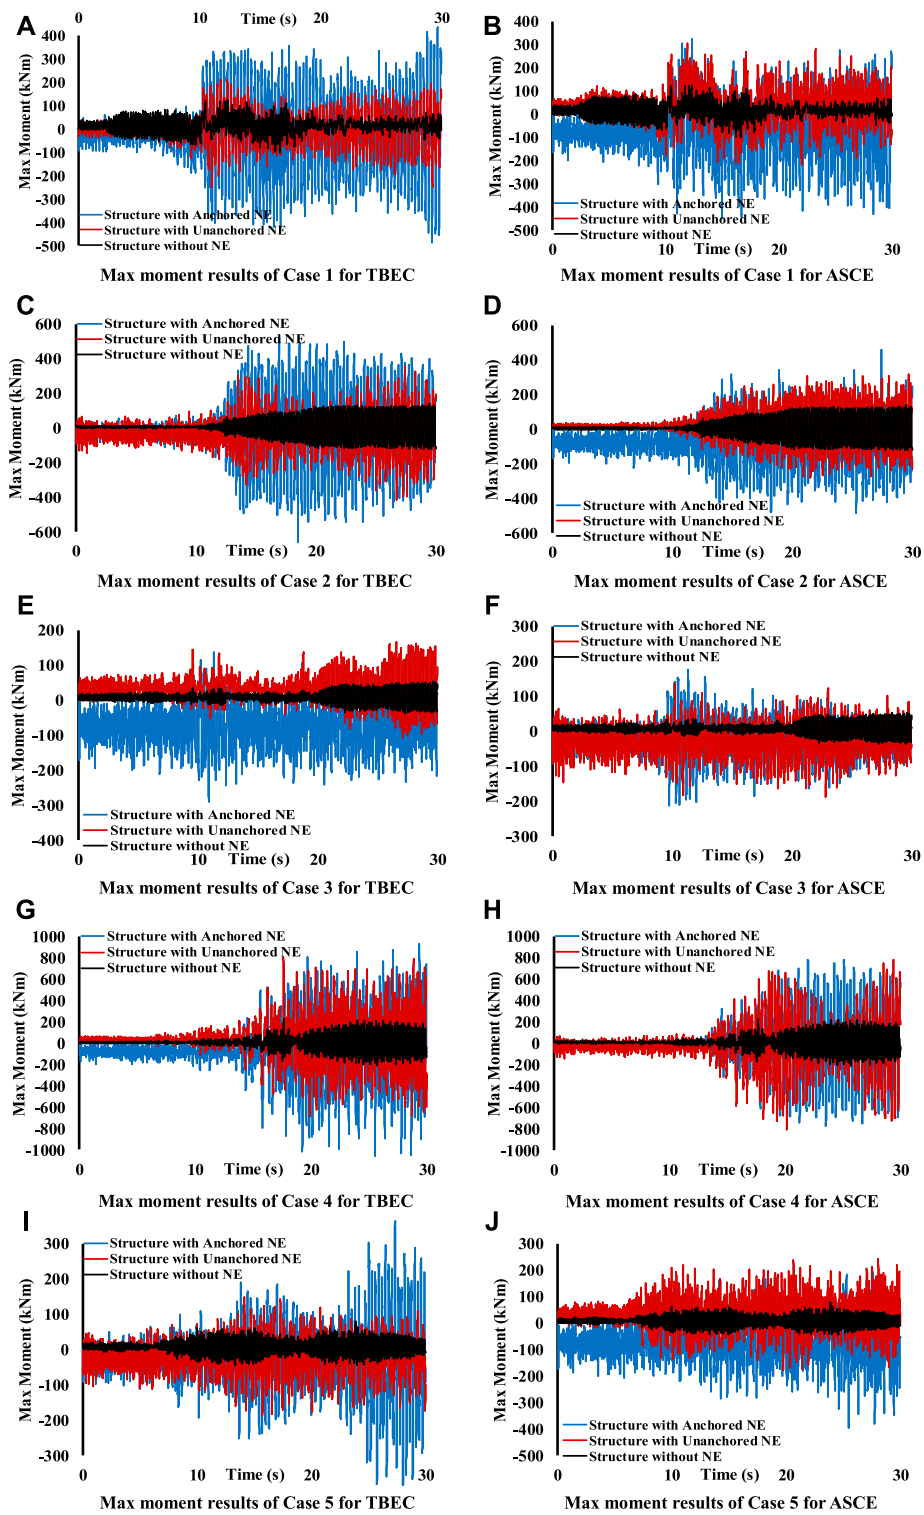 A
0 10 Time (s) 20 30
Max Moment (kNm)
400
300
200
100
0
-100
-200
-300
-400
-500
Structure with Anchored NE
Structure with Unanchored NE
Structure without NE
Max moment results of Case 1 for TBEC
B
Max Moment (kNm)
400
300
200
100
0
-100
-200
-300
-400
-500
Structure with Anchored NE
Structure with Unanchored NE
Structure without NE
0 10 Time (s) 20 30
Max moment results of Case 1 for ASCE
C
Max Moment (kNm)
600
400
200
0
-200
-400
-600
Structure with Anchored NE
Structure with Unanchored NE
Structure without NE
0 10 Time (s) 20 30
Max moment results of Case 2 for TBEC
D
Max Moment (kNm)
600
400
200
0
-200
-400
-600
Structure with Anchored NE
Structure with Unanchored NE
Structure without NE
0 10 Time (s) 20 30
Max moment results of Case 2 for ASCE
E
Max Moment (kNm)
200
100
0
-100
-200
-300
-400
Structure with Anchored NE
Structure with Unanchored NE
Structure without NE
0 10 Time (s) 20 30
Max moment results of Case 3 for TBEC
F
Max Moment (kNm)
300
200
100
0
-100
-200
-300
Structure with Anchored NE
Structure with Unanchored NE
Structure without NE
0 10 Time (s) 20 30
Max moment results of Case 3 for ASCE
G
Max Moment (kNm)
1000
800
600
400
200
0
-200
-400
-600
-800
1000
Structure with Anchored NE
Structure with Unanchored NE
Structure without NE
0 10 Time (s) 20 30
Max moment results of Case 4 for TBEC
H
Max Moment (kNm)
1000
800
600
400
200
0
-200
-400
-600
-800
-1000
Structure with Anchored NE
Structure with Unanchored NE
Structure without NE
0 10 Time (s) 20 30
Max moment results of Case 4 for ASCE
I
Max Moment (kNm)
300
200
100
0
-100
-200
300
Structure with Anchored NE
Structure with Unanchored NE
Structure without NE
0 10 Time (s) 20 30
Max moment results of Case 5 for TBEC
J
Max Moment (kNm)
300
200
100
0
-100
-200
-300
-400
-500
Structure with Anchored NE
Structure with Unanchored NE
Structure without NE
0 10 Time (s) 20 30
Max moment results of Case 5 for ASCE